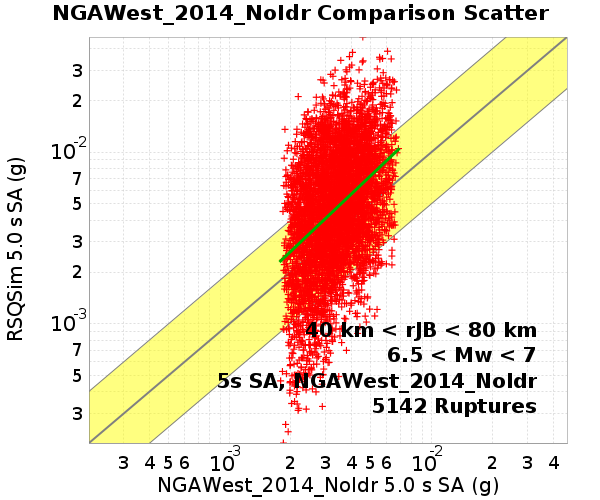 NGAWest_2014_NoIdr Comparison Scatter
3
2
10-2
7
5
3
2
10-3
7
5
3
RSQSim 5.0 s SA (g)
40 km < rJB < 80 km
6.5 < Mw < 7
5s SA, NGAWest_2014_NoIdr
5142 Ruptures
3 4 5 6 10-3 2 3 4 5 6 10-2 2 3 4
NGAWest_2014_NoIdr 5.0 s SA (g)